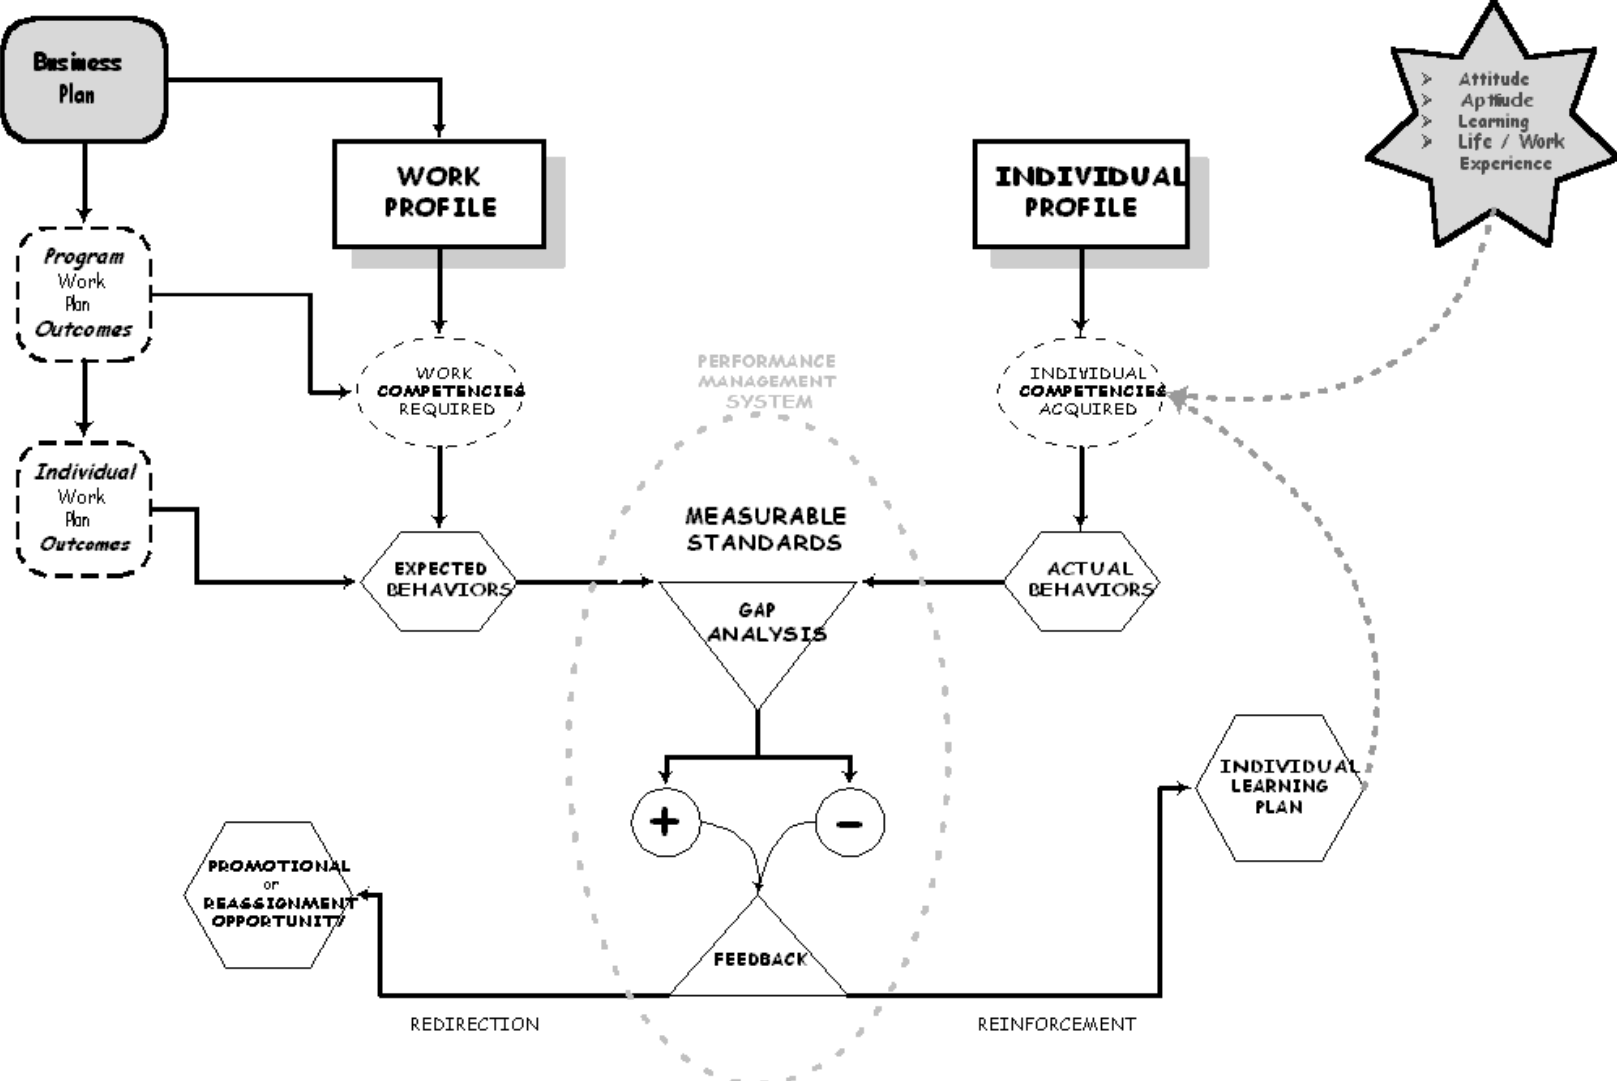 Business
Plan
WORK
PROFILE
INDIVIDUAL
PROFILE
Attitude
Aptitude
Learning
Life / Work
Experience
Program
Work
Plan
Outcomes
WORK
COMPETENCIES
REQUIRED
PERFORMANCE
MANAGEMENT
SYSTEM
INDIVIDUAL
COMPETENCIES
ACQUIRED
Individual
Work
Plan
Outcomes
EXPECTED
BEHAVIORS
MEASURABLE
STANDARDS
GAP
ANALYSIS
ACTUAL
BEHAVIORS
+
–
INDIVIDUAL
LEARNING
PLAN
PROMOTIONAL
or
REASSIGNMENT
OPPORTUNITY
FEEDBACK
REDIRECTION
REINFORCEMENT